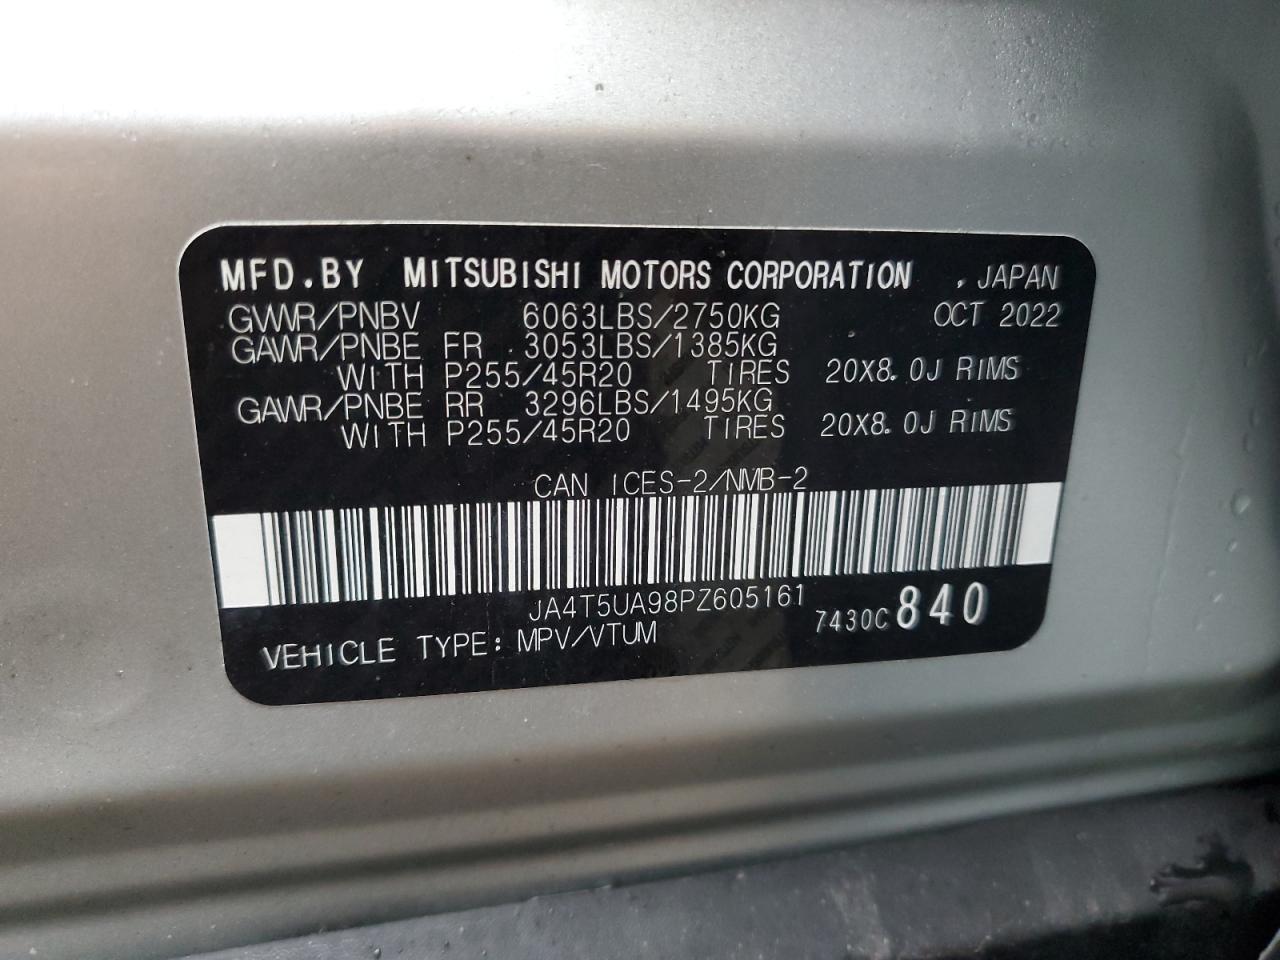 MFD.BY MITSUBISHI MOTORS CORPORATION , JAPAN
GVWR/PNBV 6063LBS/2750KG OCT 2022
GAWR/PNBE FR 3053LBS/1385KG
WITH P255/45R20 TIRES 20X8.0J RIMS
GAWR/PNBE RR 3296LBS/1495KG
WITH P255/45R20 TIRES 20X8.0J RIMS
CAN ICES-2/NMB-2
JA4T5UA98PZ605161
7430C 840
VEHICLE TYPE: MPV/VTUM